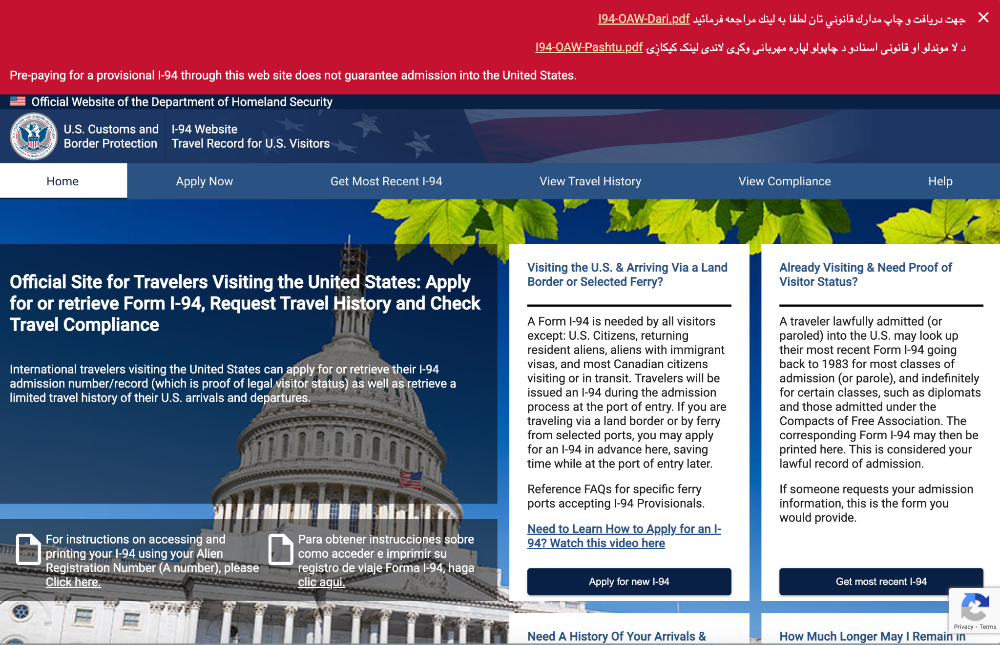 جهت دریافت و چاپ مدارك قانوني تان لطفا به لینك مراجعه فرمائید I94-OAW-Dari.pdf
د لا موندلو او قانونی اسنادو د چاپولو لپاره مهربانی وکړی لاندی لینک کیکاږئ I94-OAW-Pashtu.pdf
Pre-paying for a provisional I-94 through this web site does not guarantee admission into the United States.
Official Website of the Department of Homeland Security
U.S. Customs and
Border Protection
I-94 Website
Travel Record for U.S. Visitors
Home
Apply Now
Get Most Recent I-94
View Travel History
View Compliance
Help
Official Site for Travelers Visiting the United States: Apply
for or retrieve Form I-94, Request Travel History and Check
Travel Compliance
International travelers visiting the United States can apply for or retrieve their I-94
admission number/record (which is proof of legal visitor status) as well as retrieve a
limited travel history of their U.S. arrivals and departures.
For instructions on accessing and
printing your I-94 using your Alien
Registration Number (A number), please
Click here.
Para obtener instrucciones sobre
como acceder e imprimir su
registro de viaje Forma I-94, haga
clic aqui.
Visiting the U.S. & Arriving Via a Land
Border or Selected Ferry?
A Form I-94 is needed by all visitors
except: U.S. Citizens, returning
resident aliens, aliens with immigrant
visas, and most Canadian citizens
visiting or in transit. Travelers will be
issued an I-94 during the admission
process at the port of entry. If you are
traveling via a land border or by ferry
from selected ports, you may apply
for an I-94 in advance here, saving
time while at the port of entry later.
Reference FAQs for specific ferry
ports accepting I-94 Provisionals.
Need to Learn How to Apply for an I-
94? Watch this video here
Apply for new I-94
Already Visiting & Need Proof of
Visitor Status?
A traveler lawfully admitted (or
paroled) into the U.S. may look up
their most recent Form I-94 going
back to 1983 for most classes of
admission (or parole), and indefinitely
for certain classes, such as diplomats
and those admitted under the
Compacts of Free Association. The
corresponding Form I-94 may then be
printed here. This is considered your
lawful record of admission.
If someone requests your admission
information, this is the form you
would provide.
Get most recent I-94
Need A History Of Your Arrivals &
How Much Longer May I Remain in
Privacy - Terms